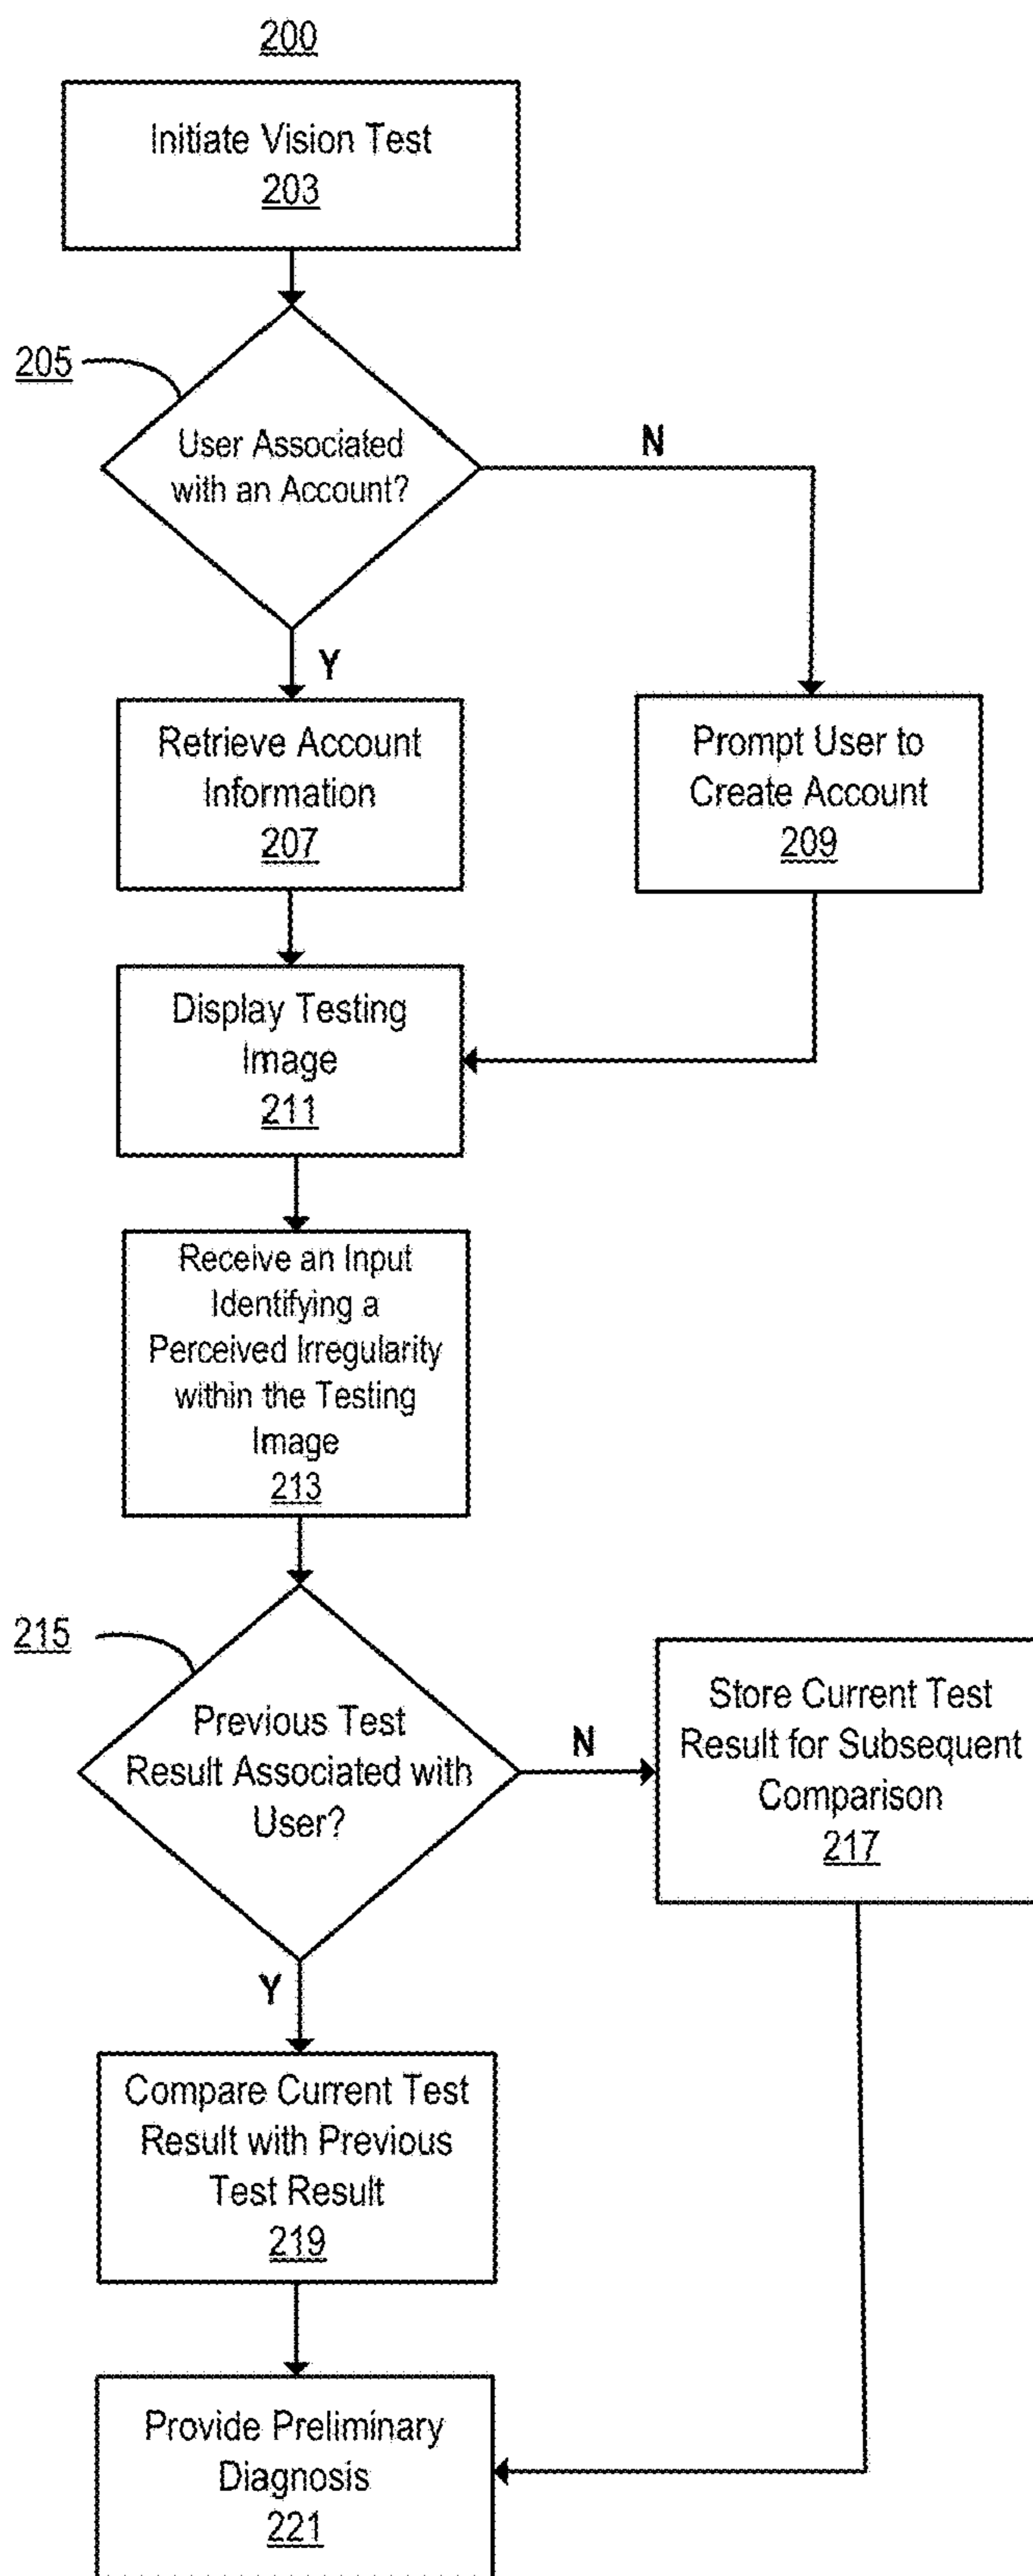 200
Initiate Vision Test
203
205
User Associated
with an Account?
N
Y
Retrieve Account
Information
207
Prompt User to
Create Account
209
Display Testing
Image
211
Receive an Input
Identifying a
Perceived Irregularity
within the Testing
Image
213
215
Previous Test
Result Associated with
User?
N
Store Current Test
Result for Subsequent
Comparison
217
Y
Compare Current Test
Result with Previous
Test Result
219
Provide Preliminary
Diagnosis
221